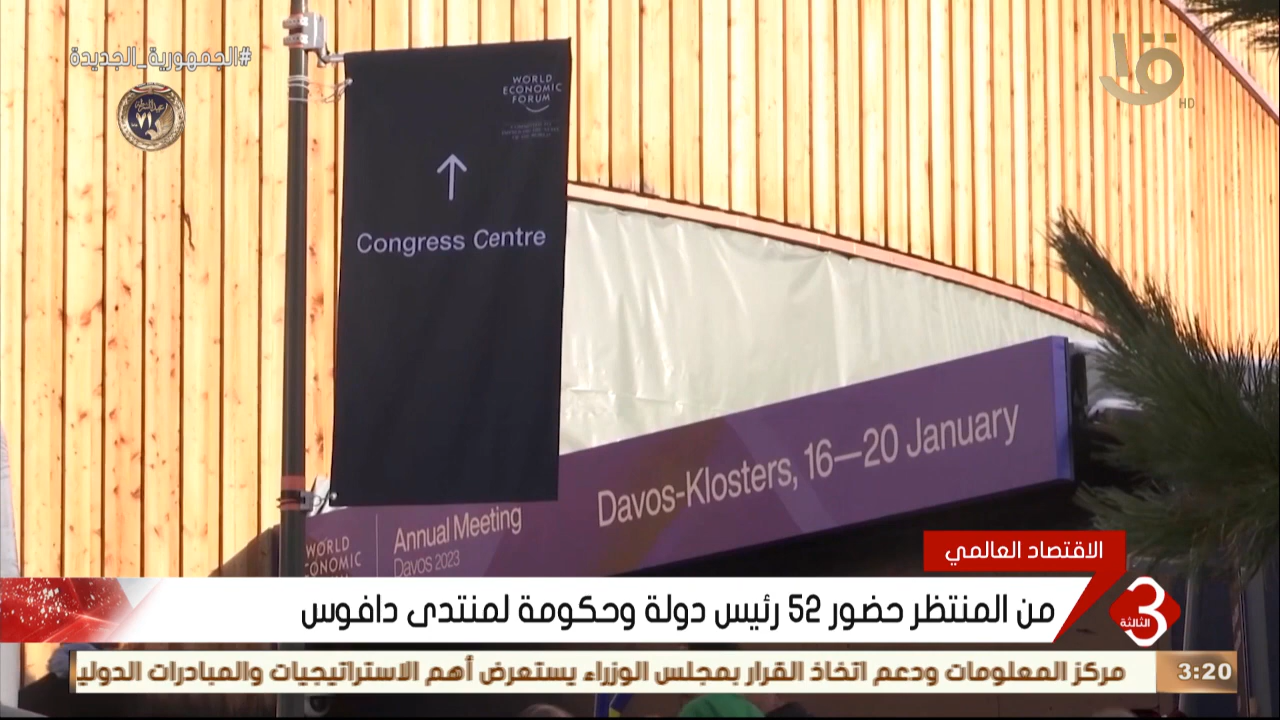 #الجمهورية_الجديدة
٧١
HD
WORLD
ECONOMIC
FORUM
Congress Centre
Davos-Klosters, 16—20 January
WORLD
ECONOMIC
Annual Meeting
Davos 2023
الاقتصاد العالمي
من المنتظر حضور 52 رئيس دولة وحكومة لمنتدى دافوس
3
الثالثة
مركز المعلومات ودعم اتخاذ القرار بمجلس الوزراء يستعرض أهم الاستراتيجيات والمبادرات الدولي
3:20